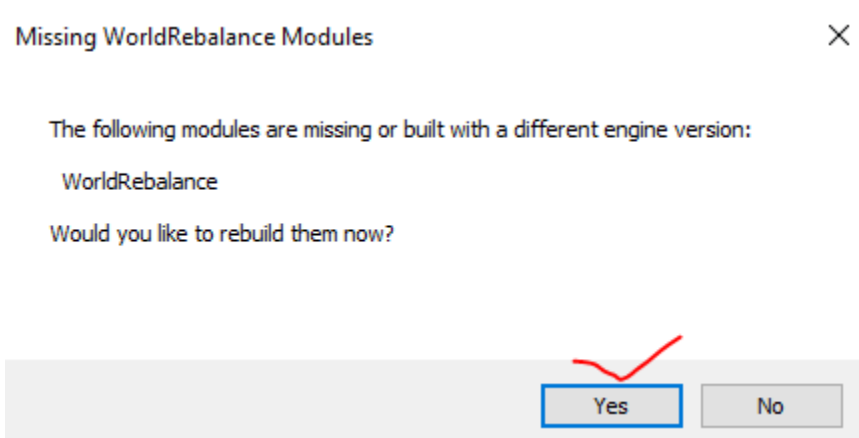 Missing WorldRebalance Modules
The following modules are missing or built with a different engine version:
WorldRebalance
Would you like to rebuild them now?
Yes
No